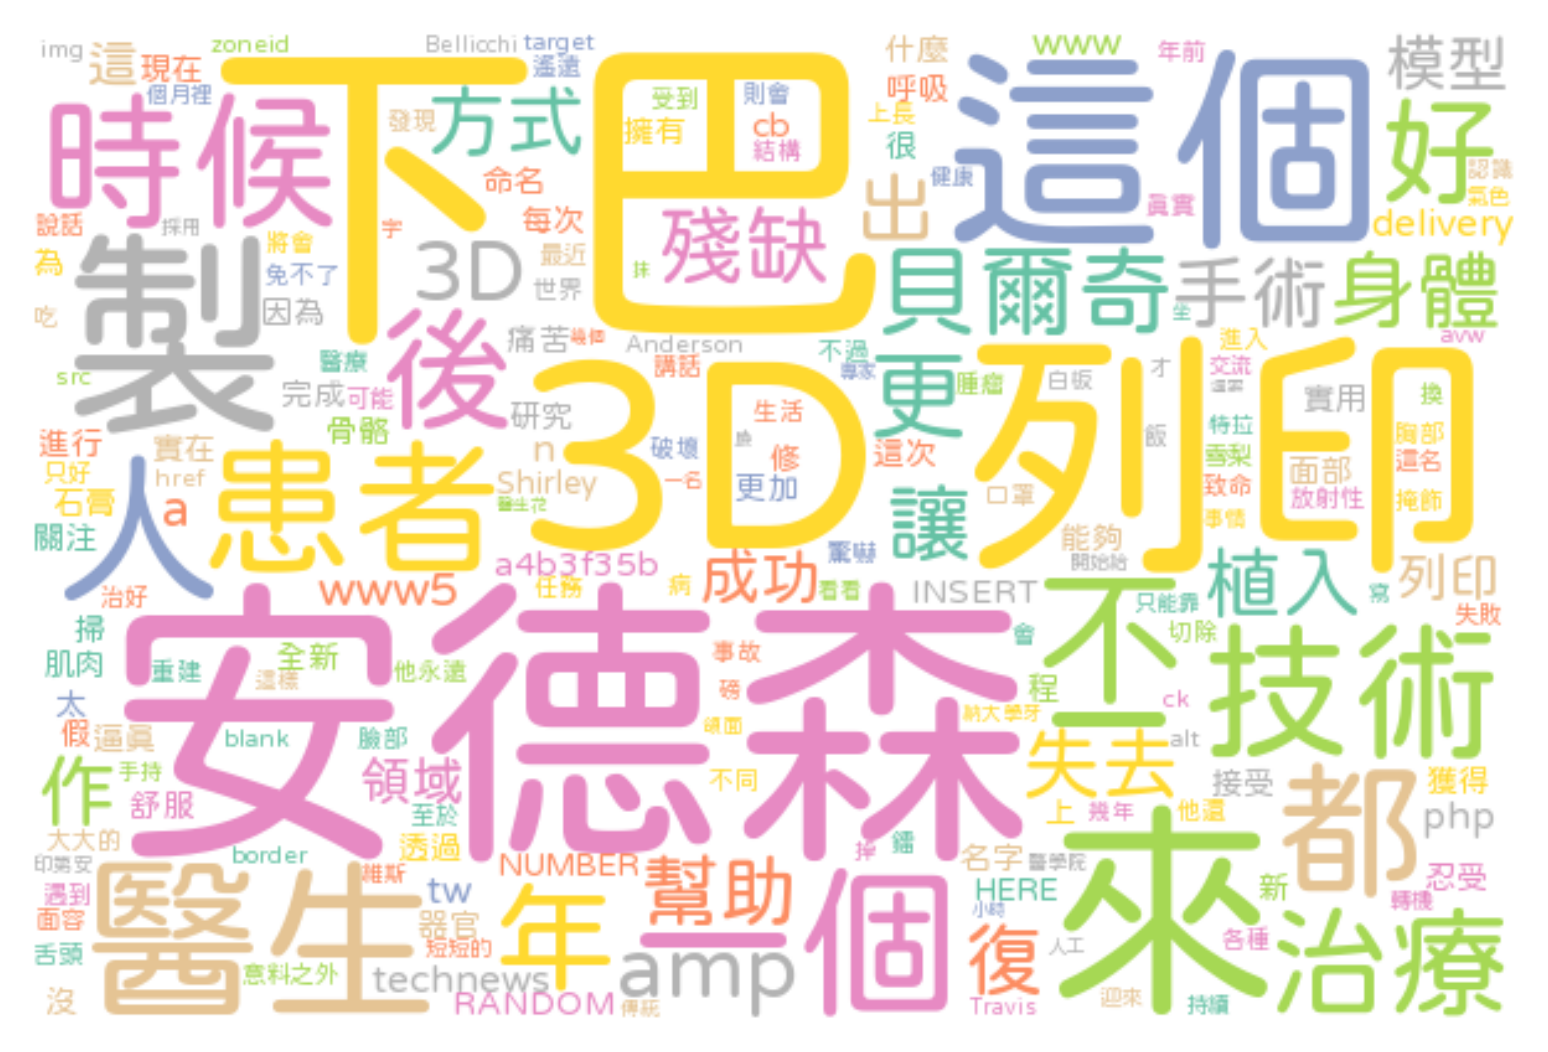 img
這
現在
zoneid
個月裡
Bellicchi
target
遙遠
什麼
www
年前
模型
下巴
這個
時候
方式
發現
受到
擁有
則會
cb
結構
呼吸
上長
很
好
認識
氣色
命名
每次
字
殘缺
出
健康
真實
delivery
說話
採用
為
製
將會
免不了
因為
3D
最近
世界
抹
貝爾奇
坐
手術
身體
吃
src
醫療
後
痛苦
幾個
Anderson
講話
不過
專家
更
腫瘤
進入
交流
avw
完成
可能
骨骼
研究
3D列印
生活
白板
才
飯
實用
換
特拉
胸部
進行
實在
只好
href
石膏
人
患者
a
n
Shirley
醫生花
破壞
一名
修
更加
臉
這次
讓
口罩
雪梨
致命
面部
放射性
這名
掩飾
事情
關注
治好
www5
a4b3f35b
任務
成功
病
驚嚇
看看
INSERT
能夠
開始給
植入
列印
寫
失敗
安德森
不
只能靠
切除
技術
掃
肌肉
重建
全新
這樣
他永遠
事故
會
程
磅
頜面
納大學牙
ck
太
假
逼真
blank
臉部
失去
alt
作
手持
舒服
領域
至於
不同
上
幾年
他還
接受
都
獲得
php
大大的
印第安
border
透過
掉
鐳
名字
醫學院
來
遇到
面容
舌頭
醫生
維斯
NUMBER
tw
器官
短短的
年
幫助
一個
HERE
小時
新
忍受
轉機
各種
治療
意料之外
technews
amp
復
人工
沒
RANDOM
傳統
Travis
迎來
持續